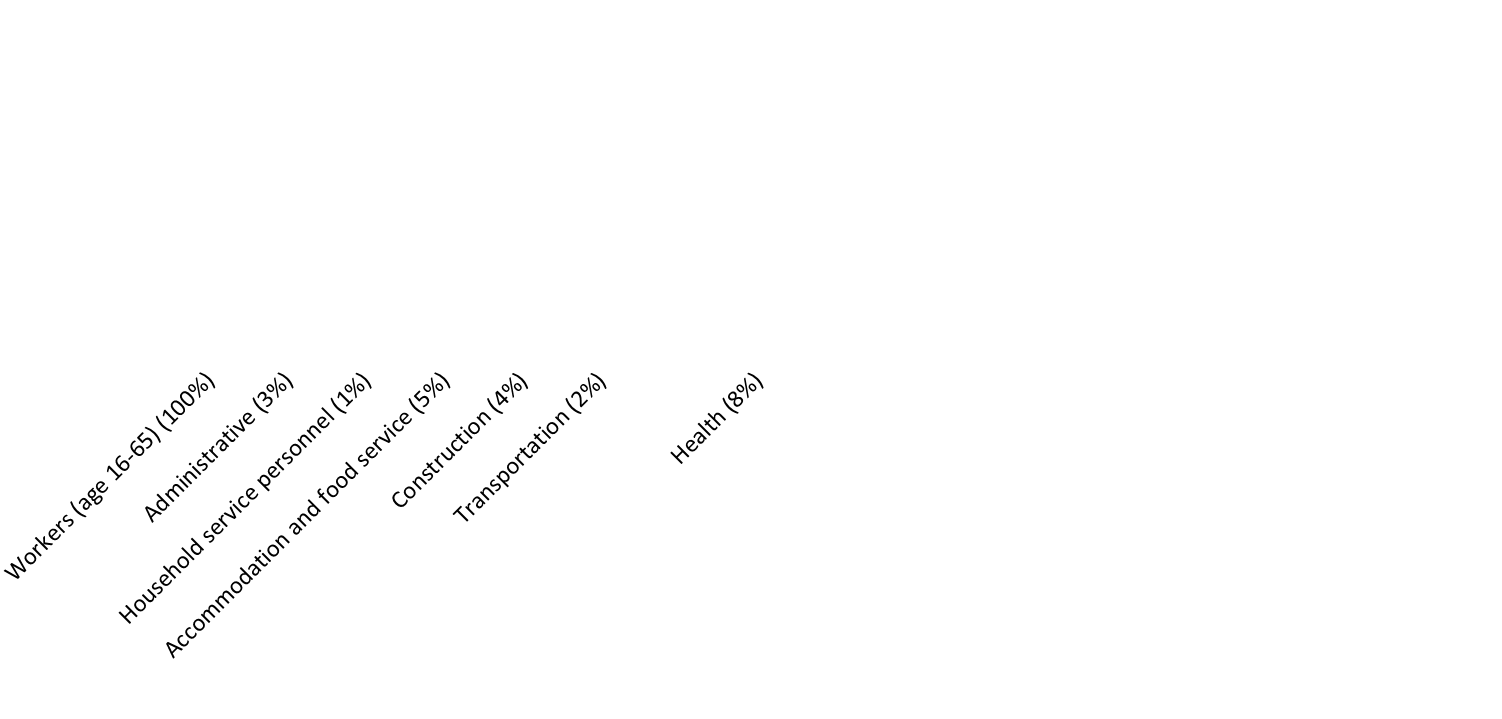 Workers (age 16-65) (100%)
Administrative (3%)
Household service personnel (1%)
Accommodation and food service (5%)
Construction (4%)
Transportation (2%)
Health (8%)